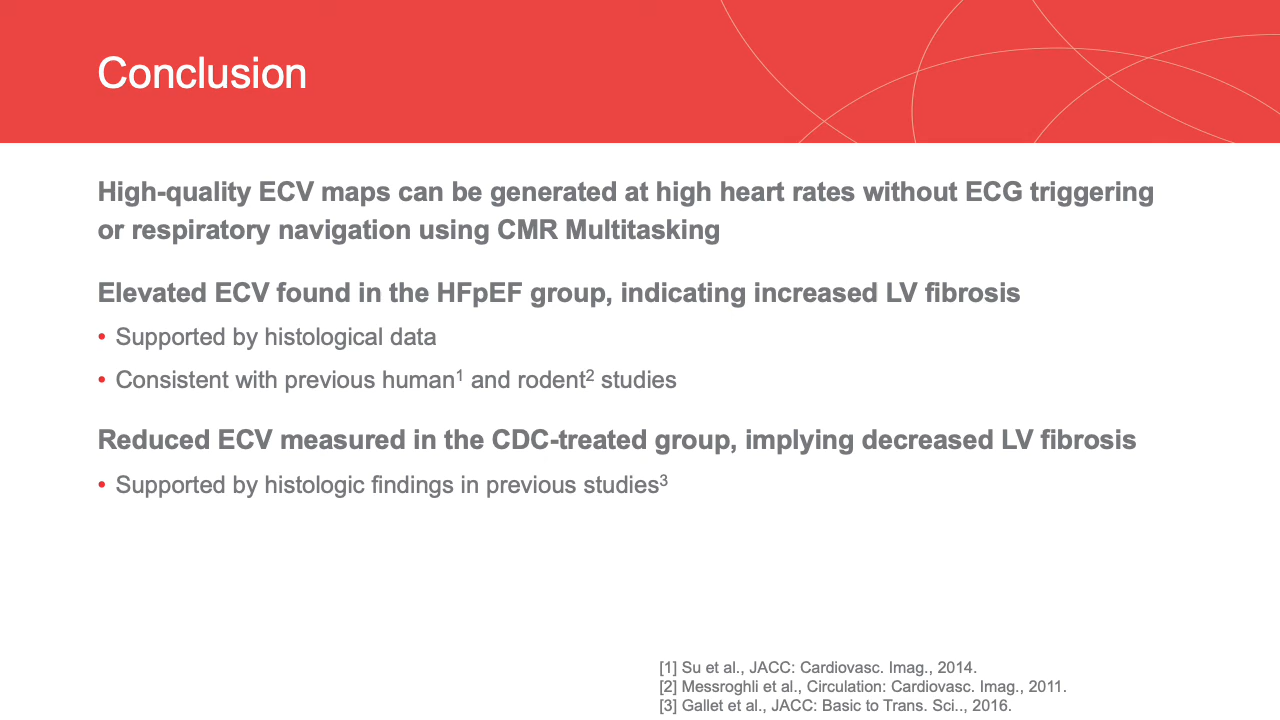 Conclusion
High-quality ECV maps can be generated at high heart rates without ECG triggering
or respiratory navigation using CMR Multitasking
Elevated ECV found in the HFpEF group, indicating increased LV fibrosis
• Supported by histological data
• Consistent with previous human¹ and rodent² studies
Reduced ECV measured in the CDC-treated group, implying decreased LV fibrosis
• Supported by histologic findings in previous studies³
[1] Su et al., JACC: Cardiovasc. Imag., 2014.
[2] Messroghli et al., Circulation: Cardiovasc. Imag., 2011.
[3] Gallet et al., JACC: Basic to Trans. Sci.., 2016.